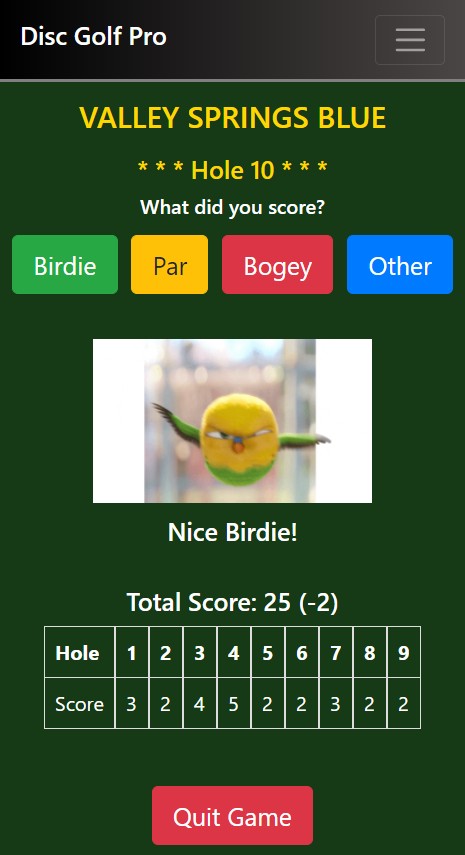 Disc Golf Pro
VALLEY SPRINGS BLUE
* * * Hole 10 * * *
What did you score?
Birdie Par Bogey Other
Nice Birdie!
Total Score: 25 (-2)
Hole 1 2 3 4 5 6 7 8 9
Score 3 2 4 5 2 2 3 2 2
Quit Game